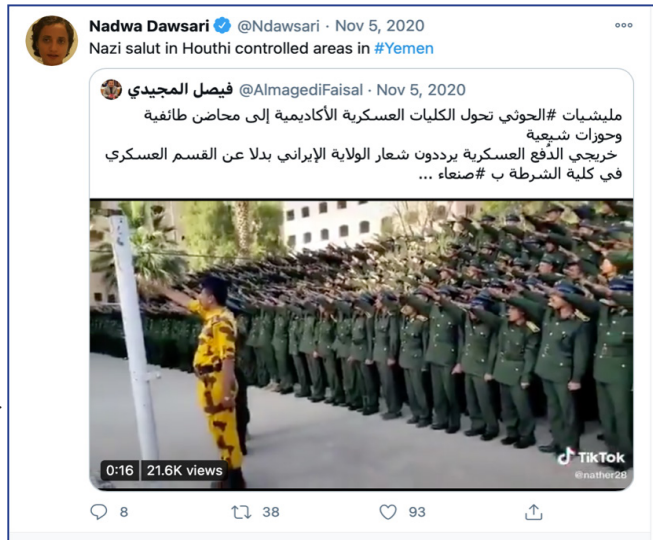 Nadwa Dawsari @Ndawsari · Nov 5, 2020
Nazi salut in Houthi controlled areas in #Yemen
فيصل المجيدي @AlmagediFaisal · Nov 5, 2020
مليشيات #الحوثي تحول الكليات العسكرية الأكاديمية إلى محاضن طائفية
وحوزات شيعية
خريجي الدُفع العسكرية يرددون شعار الولاية الإيراني بدلا عن القسم العسكري
في كلية الشرطة ب #صنعاء ...
0:16 21.6K views
TikTok
@nather28
8 38 93